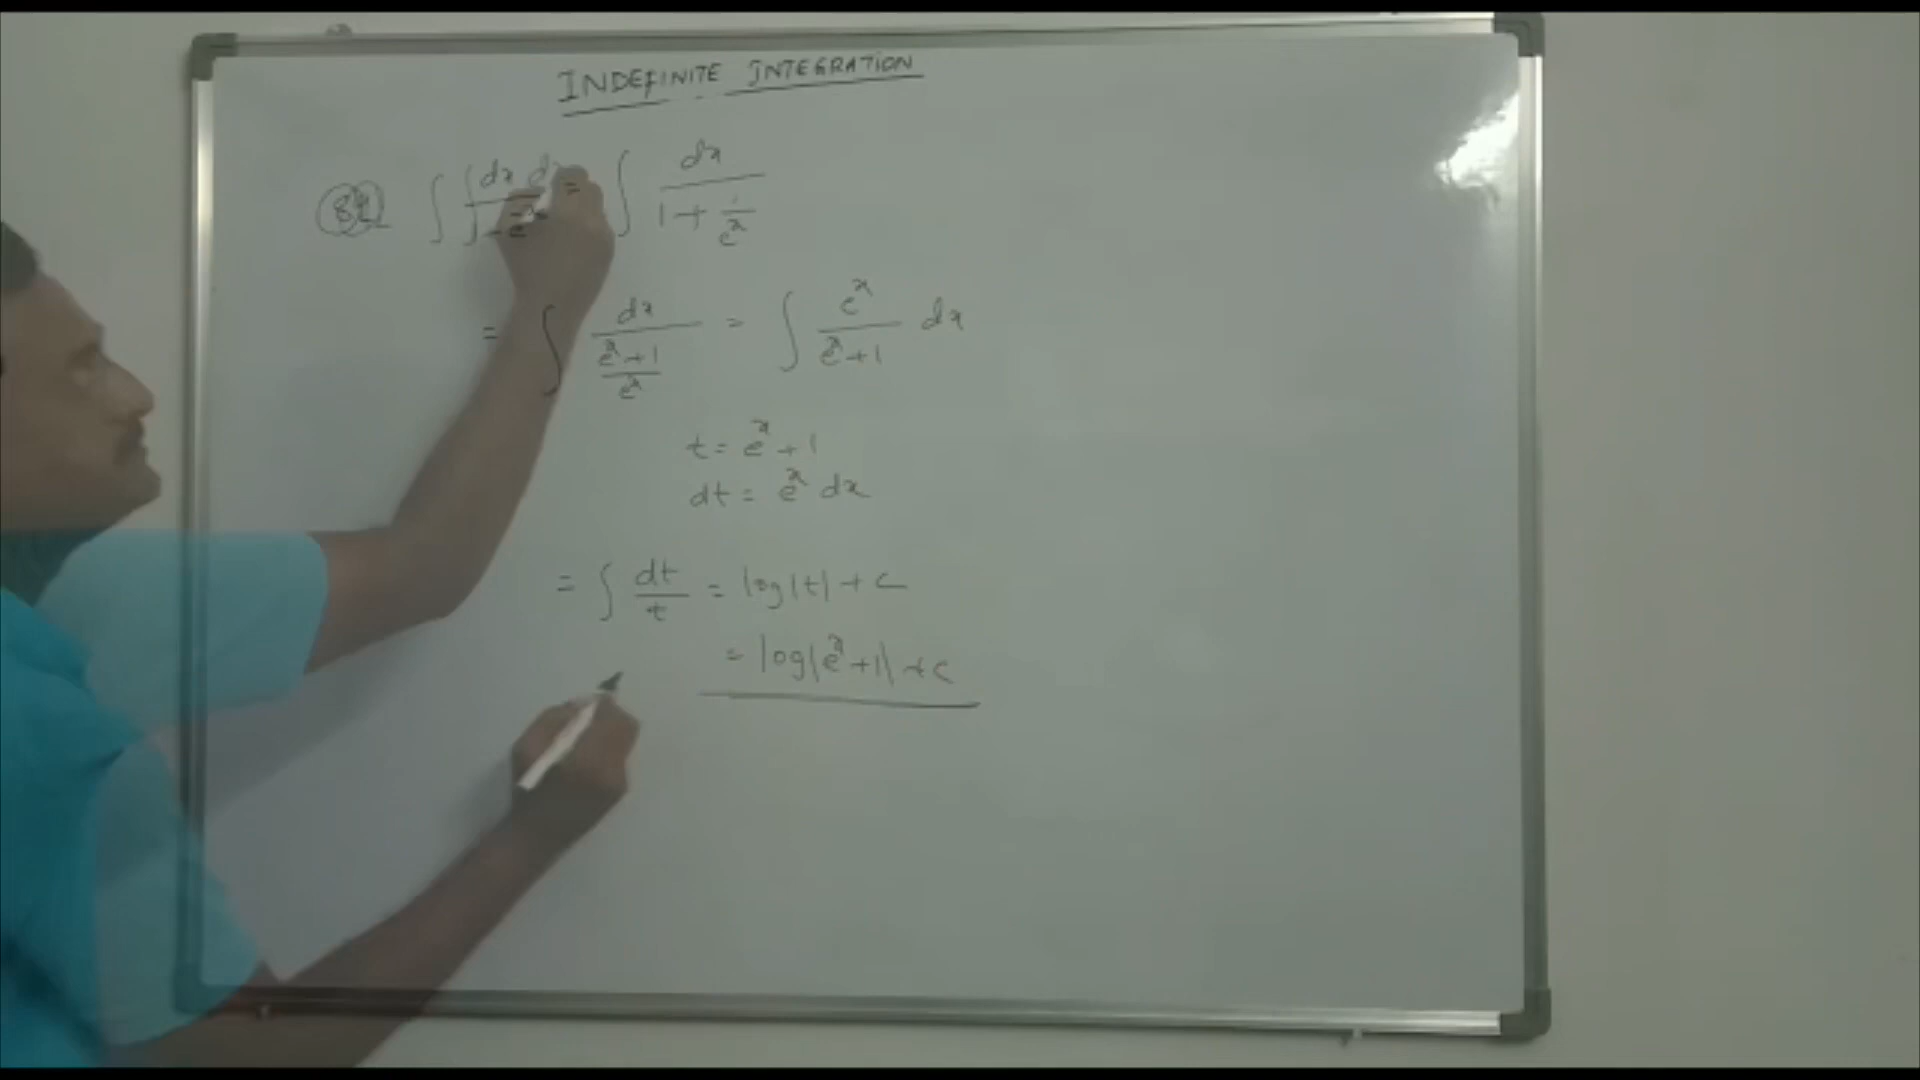 INDEFINITE INTEGRATION
= ∫ dx / (1 + 1/e^x)
= ∫ dx / ((e^x + 1)/e^x) = ∫ e^x / (e^x + 1) dx
t = e^x + 1
dt = e^x dx
= ∫ dt/t = log|t| + c
= log|e^x + 1| + c